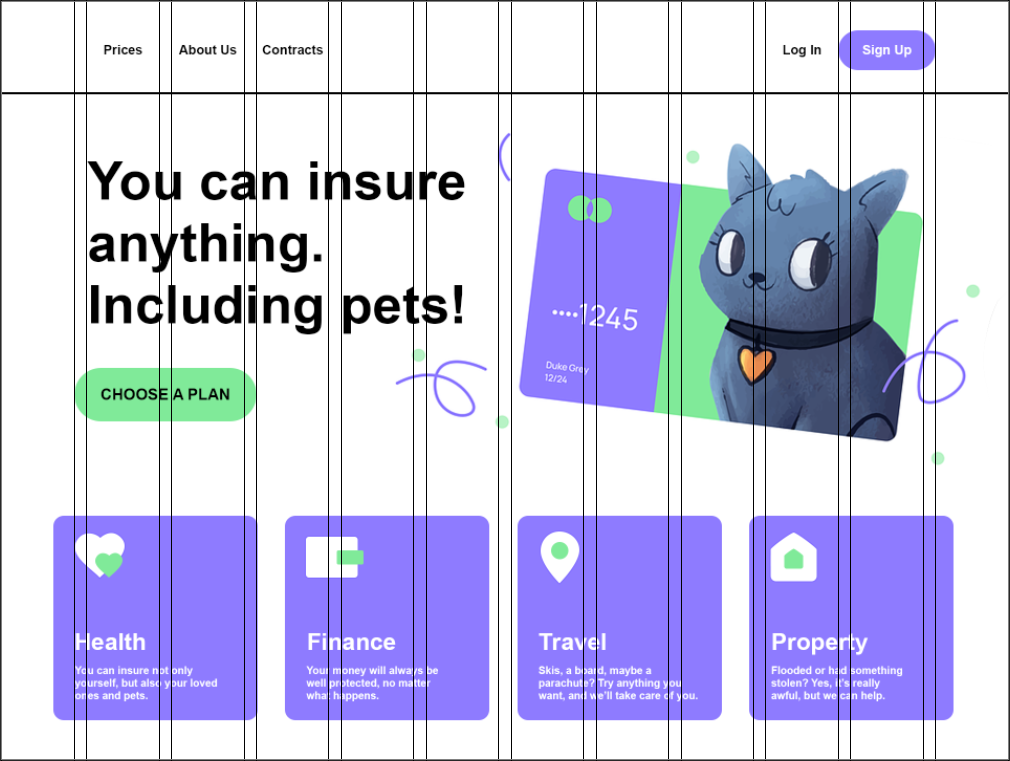 Prices About Us Contracts Log In Sign Up
You can insure
anything.
Including pets!
CHOOSE A PLAN
••••1245
Duke Grey
12/24
Health
You can insure not only
yourself, but also your loved
ones and pets.
Finance
Your money will always be
well protected, no matter
what happens.
Travel
Skis, a board, maybe a
parachute? Try anything you
want, and we'll take care of you.
Property
Flooded or had something
stolen? Yes, it's really
awful, but we can help.